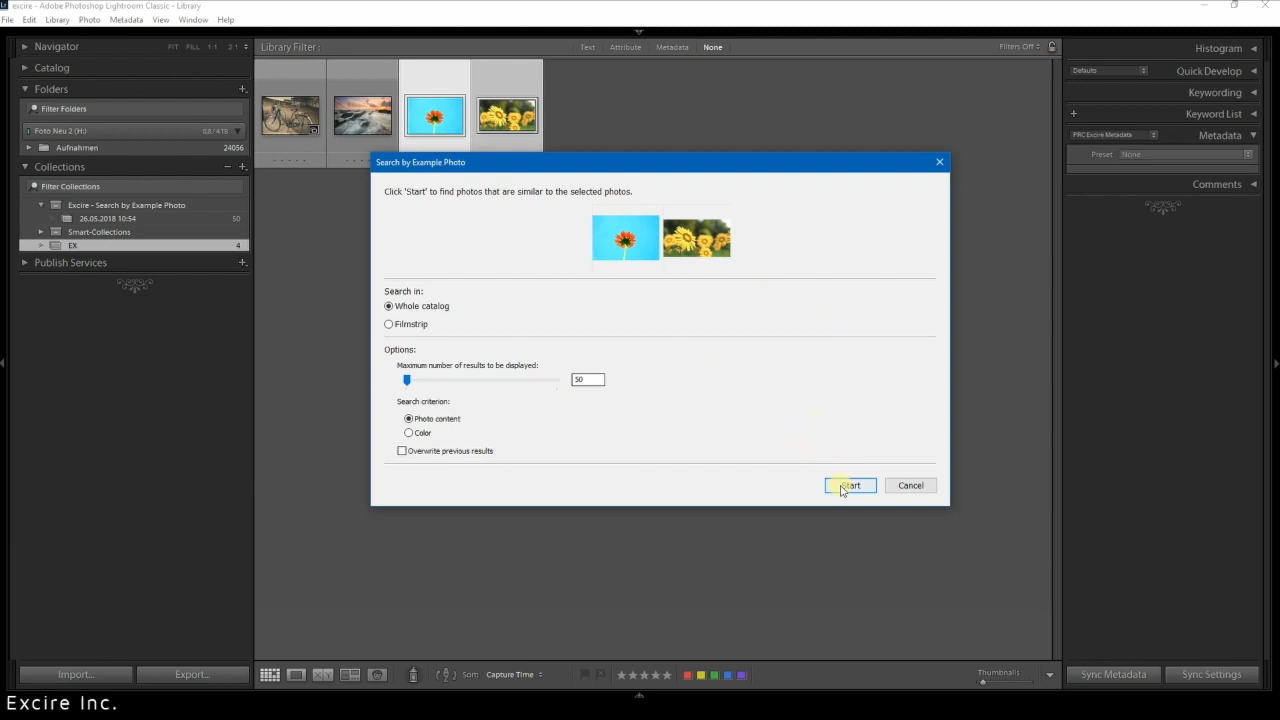 excire - Adobe Photoshop Lightroom Classic - Library
File Edit Library Photo Metadata View Window Help
Navigator FIT FILL 1:1 2:1
Library Filter : Text Attribute Metadata None Filters Off
Histogram
Catalog
Defaults Quick Develop
Folders
Keywording
Filter Folders
Keyword List
Foto Neu 2 (H:) 0,8 / 4 TB
PRC Excire Metadata Metadata
Aufnahmen 24056
Preset None
Collections
Search by Example Photo
Filter Collections
Comments
Click 'Start' to find photos that are similar to the selected photos.
Excire - Search by Example Photo
26.05.2018 10:54 50
Smart-Collections
EX 4
Publish Services
Search in:
Whole catalog
Filmstrip
Options:
Maximum number of results to be displayed:
50
Search criterion:
Photo content
Color
Overwrite previous results
Start Cancel
Import... Export...
Sort: Capture Time
Thumbnails
Sync Metadata Sync Settings
Excire Inc.